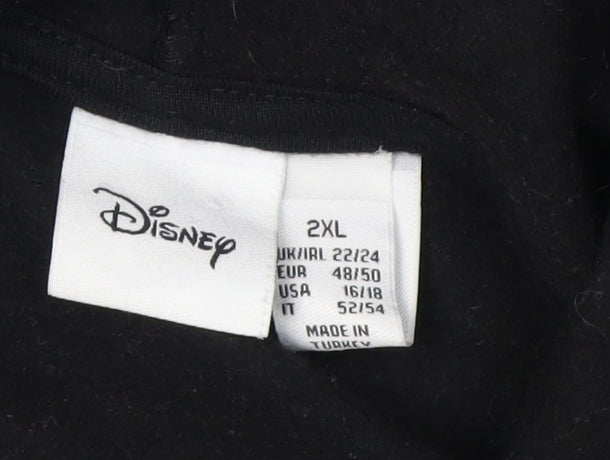 Disney
2XL
UK/IRL 22/24
EUR 48/50
USA 16/18
IT 52/54
MADE IN
TURKEY